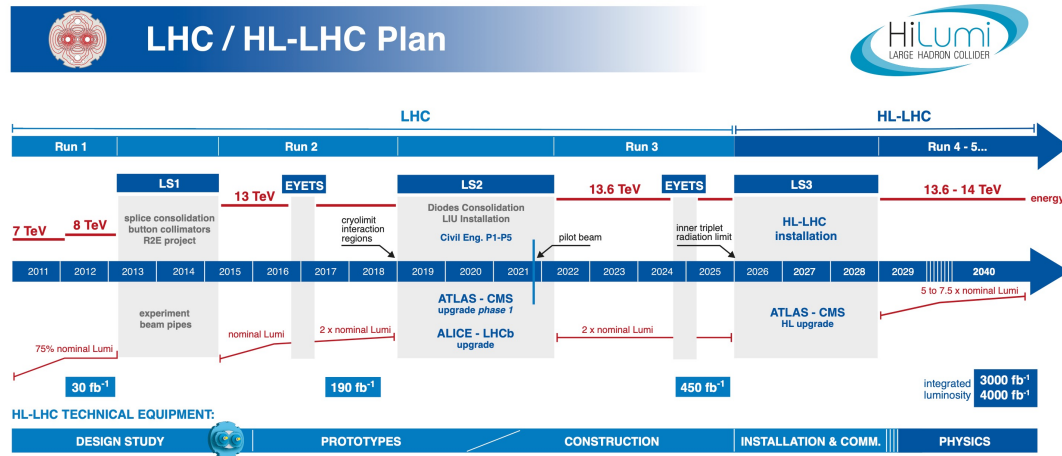 LHC / HL-LHC Plan
HiLumi
LARGE HADRON COLLIDER
LHC
HL-LHC
Run 1
Run 2
Run 3
Run 4 - 5...
LS1
EYETS
LS2
EYETS
LS3
7 TeV
8 TeV
13 TeV
13.6 TeV
13.6 - 14 TeV
energy
splice consolidation
button collimators
R2E project
cryolimit
interaction
regions
Diodes Consolidation
LIU Installation
Civil Eng. P1-P5
pilot beam
inner triplet
radiation limit
HL-LHC
installation
2011
2012
2013
2014
2015
2016
2017
2018
2019
2020
2021
2022
2023
2024
2025
2026
2027
2028
2029
2040
experiment
beam pipes
ATLAS - CMS
upgrade phase 1
ALICE - LHCb
upgrade
ATLAS - CMS
HL upgrade
5 to 7.5 x nominal Lumi
75% nominal Lumi
nominal Lumi
2 x nominal Lumi
2 x nominal Lumi
30 fb⁻¹
190 fb⁻¹
450 fb⁻¹
integrated
luminosity
3000 fb⁻¹
4000 fb⁻¹
HL-LHC TECHNICAL EQUIPMENT:
DESIGN STUDY
PROTOTYPES
CONSTRUCTION
INSTALLATION & COMM.
PHYSICS